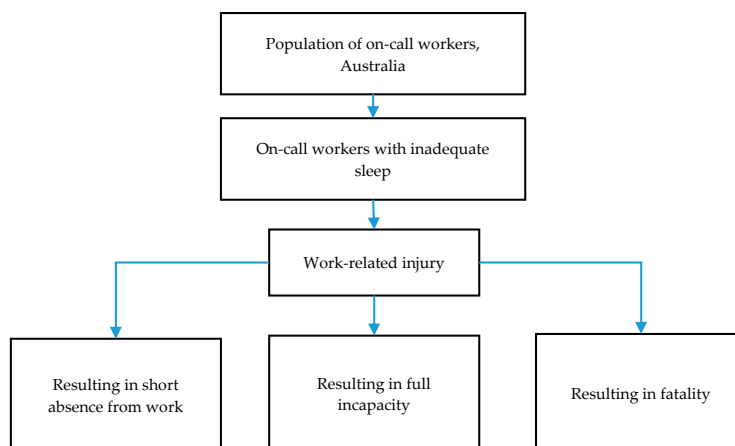 Population of on-call workers,
Australia
On-call workers with inadequate
sleep
Work-related injury
Resulting in short
absence from work
Resulting in full
incapacity
Resulting in fatality